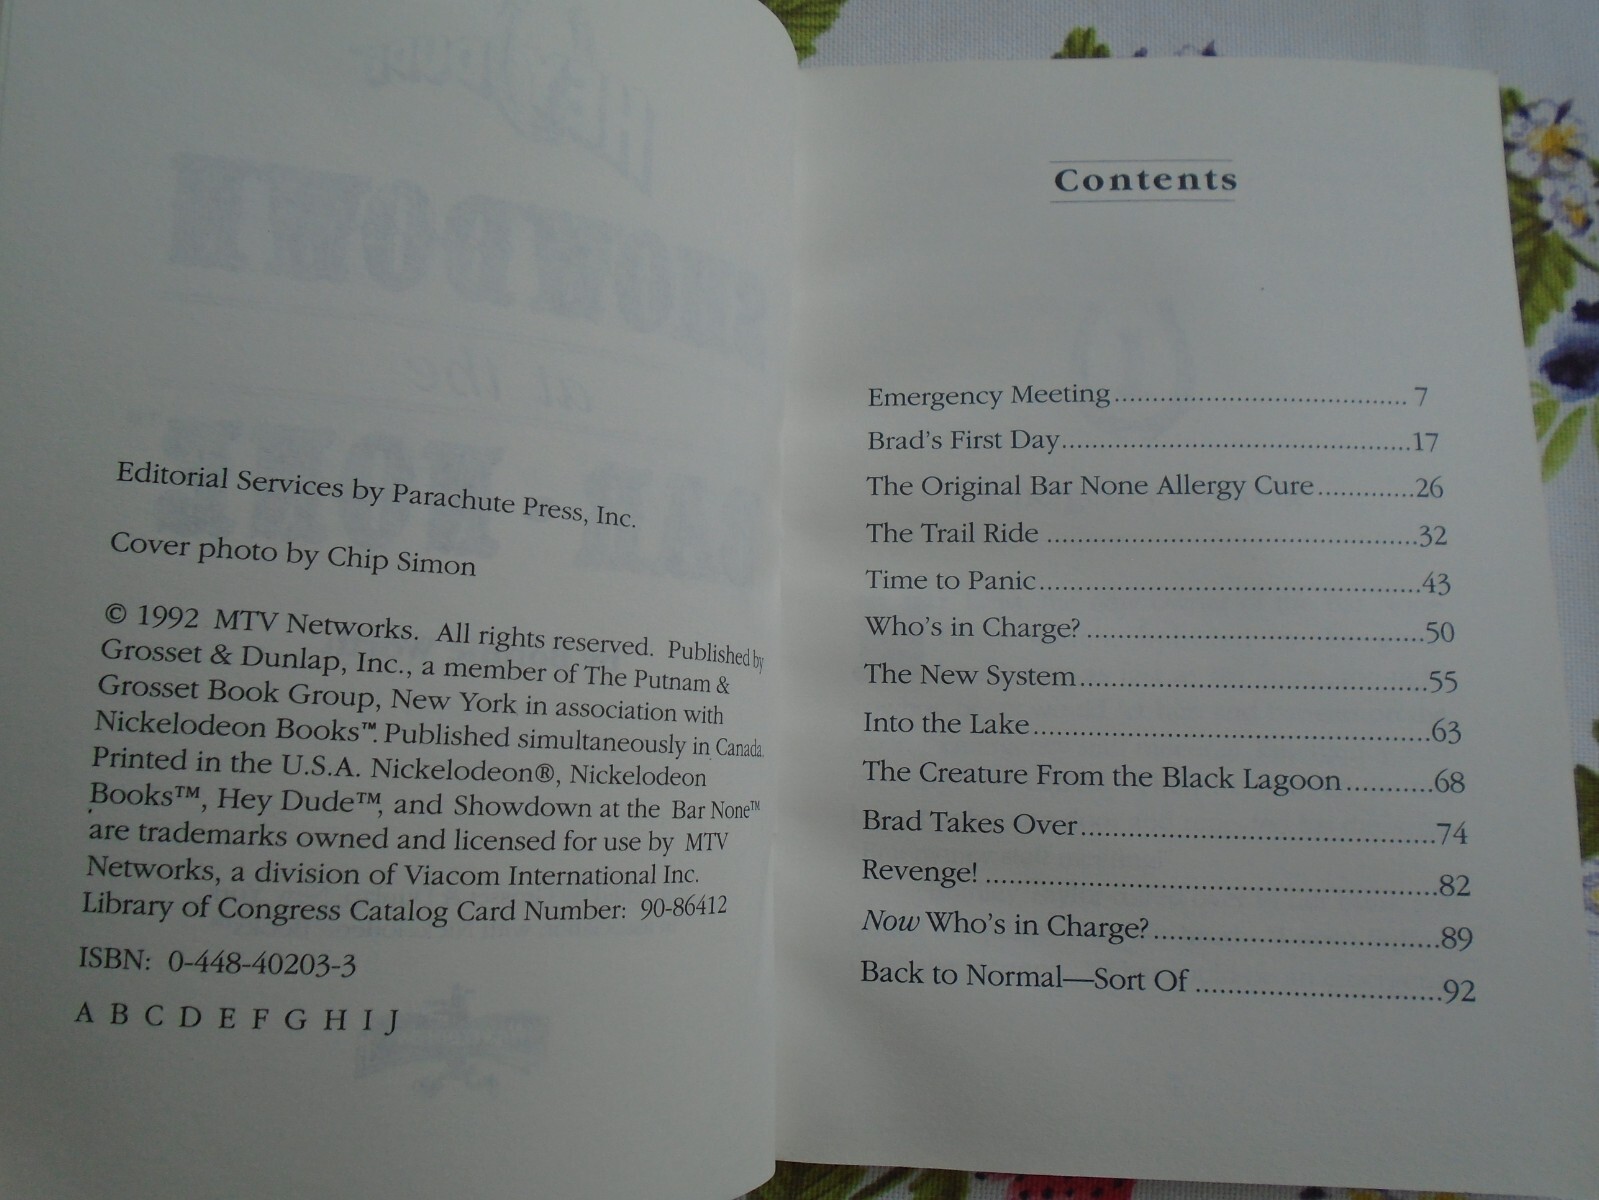 Editorial Services by Parachute Press, Inc.
Cover photo by Chip Simon
© 1992 MTV Networks. All rights reserved. Published by
Grosset & Dunlap, Inc., a member of The Putnam &
Grosset Book Group, New York in association with
Nickelodeon Books™. Published simultaneously in Canada.
Printed in the U.S.A. Nickelodeon®, Nickelodeon
Books™, Hey Dude™, and Showdown at the Bar None™
are trademarks owned and licensed for use by MTV
Networks, a division of Viacom International Inc.
Library of Congress Catalog Card Number: 90-86412
ISBN: 0-448-40203-3
A B C D E F G H I J
Contents
Emergency Meeting 7
Brad's First Day 17
The Original Bar None Allergy Cure 26
The Trail Ride 32
Time to Panic 43
Who's in Charge? 50
The New System 55
Into the Lake 63
The Creature From the Black Lagoon 68
Brad Takes Over 74
Revenge! 82
Now Who's in Charge? 89
Back to Normal—Sort Of 92